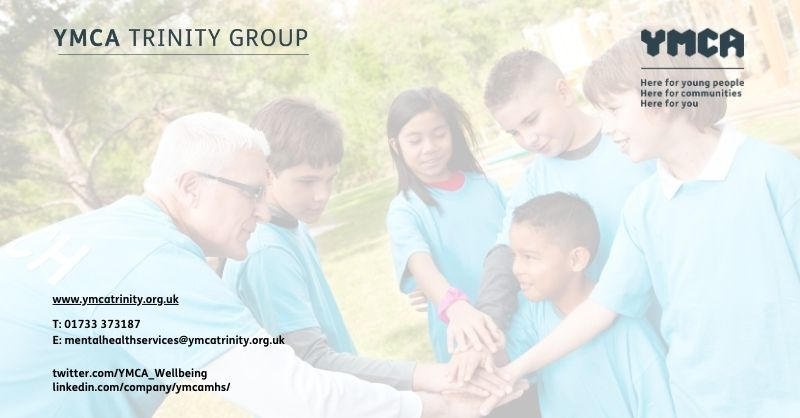 YMCA TRINITY GROUP
YMCA
Here for young people
Here for communities
Here for you
CH
www.ymcatrinity.org.uk
T: 01733 373187
E: mentalhealthservices@ymcatrinity.org.uk
twitter.com/YMCA_Wellbeing
linkedin.com/company/ymcamhs/